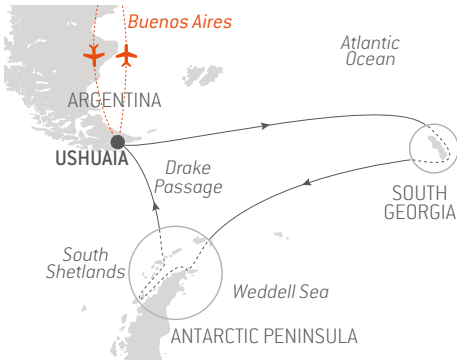 Buenos Aires
Atlantic
Ocean
ARGENTINA
USHUAIA
Drake
Passage
SOUTH
GEORGIA
South
Shetlands
Weddell Sea
ANTARCTIC PENINSULA